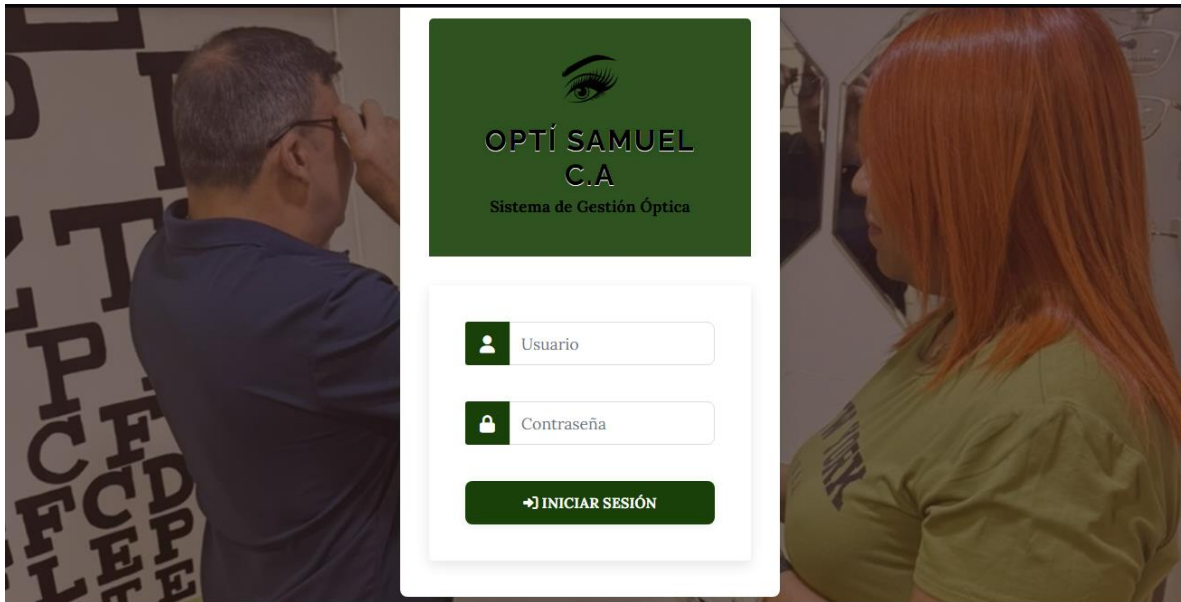 OPTÍ SAMUEL
C.A
Sistema de Gestión Óptica
Usuario
Contraseña
INICIAR SESIÓN
P
Z T
P
C F
F C D
L E P
T E